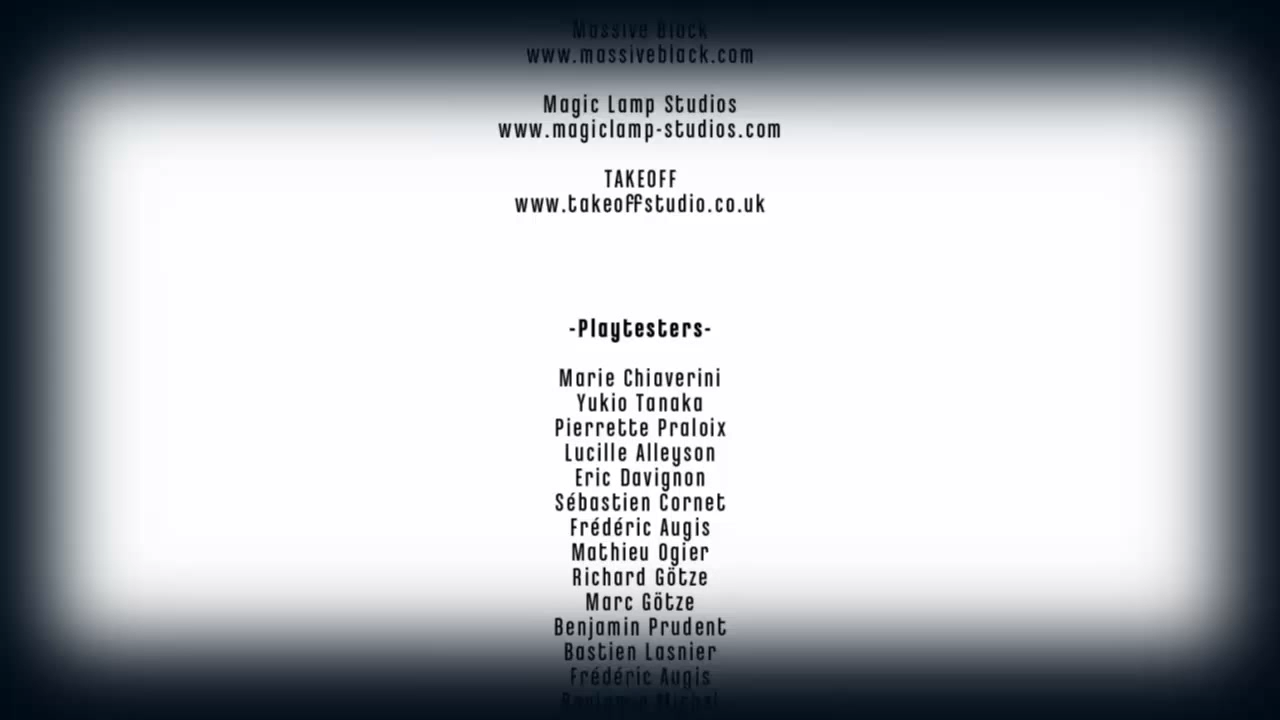 Massive Black
www.massiveblack.com
Magic Lamp Studios
www.magiclamp-studios.com
TAKEOFF
www.takeoffstudio.co.uk
-Playtesters-
Marie Chiaverini
Yukio Tanaka
Pierrette Praloix
Lucille Alleyson
Eric Davignon
Sébastien Cornet
Frédéric Augis
Mathieu Ogier
Richard Götze
Marc Götze
Benjamin Prudent
Bastien Lasnier
Frédéric Augis
Benjamin Michal